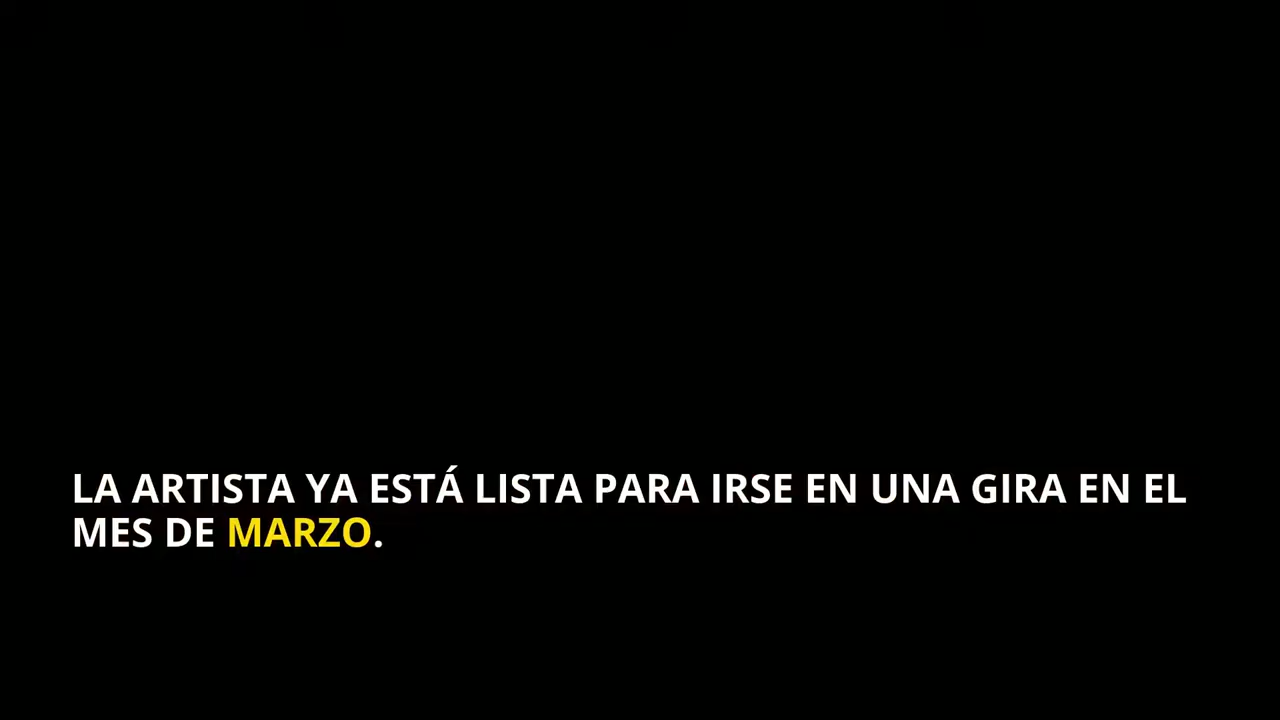 LA ARTISTA YA ESTÁ LISTA PARA IRSE EN UNA GIRA EN EL
MES DE MARZO.